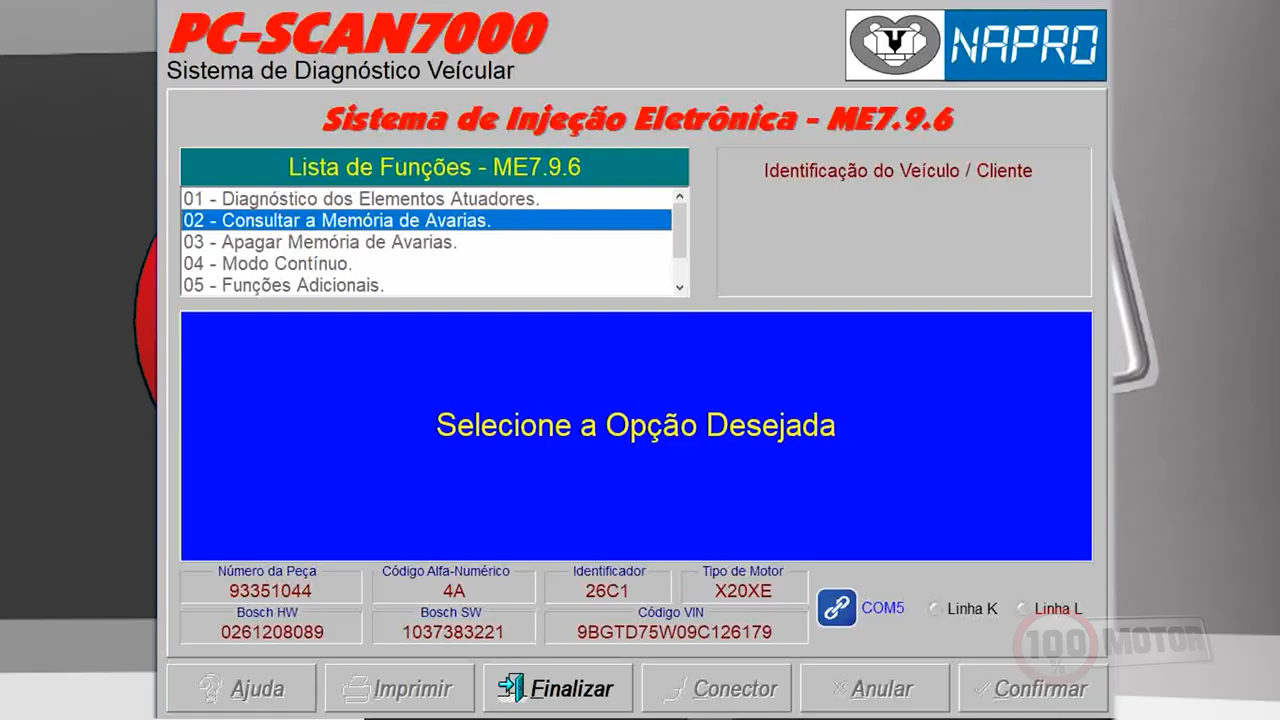 PC-SCAN7000
Sistema de Diagnóstico Veícular
NAPRO
Sistema de Injeção Eletrônica - ME7.9.6
Lista de Funções - ME7.9.6
01 - Diagnóstico dos Elementos Atuadores.
02 - Consultar a Memória de Avarias.
03 - Apagar Memória de Avarias.
04 - Modo Contínuo.
05 - Funções Adicionais.
Identificação do Veículo / Cliente
Selecione a Opção Desejada
Número da Peça
93351044
Código Alfa-Numérico
4A
Identificador
26C1
Tipo de Motor
X20XE
Bosch HW
0261208089
Bosch SW
1037383221
Código VIN
9BGTD75W09C126179
COM5
Linha K
Linha L
100% MOTOR
Ajuda
Imprimir
Finalizar
Conector
Anular
Confirmar